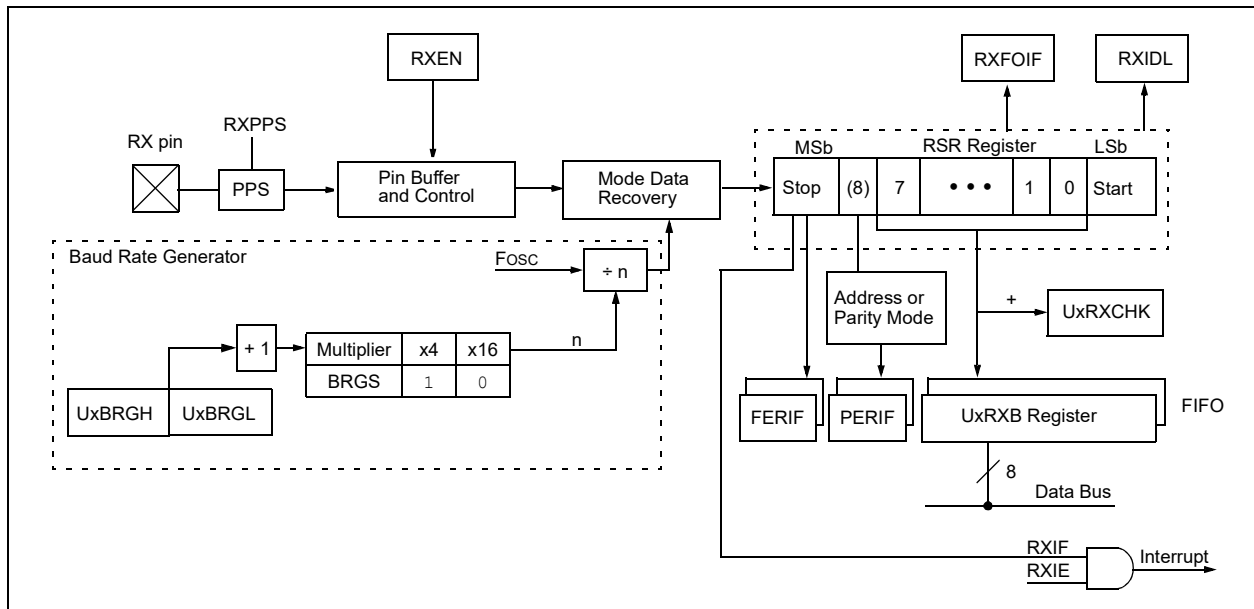 RXEN
RXFOIF
RXIDL
RXPPS
RX pin
PPS
Pin Buffer
and Control
Mode Data
Recovery
MSb
RSR Register
LSb
Stop
(8)
7
• • •
1
0
Start
Baud Rate Generator
FOSC
÷ n
Address or
Parity Mode
+
UxRXCHK
+ 1
Multiplier
x4
x16
n
BRGS
1
0
UxBRGH
UxBRGL
FERIF
PERIF
UxRXB Register
FIFO
8
Data Bus
RXIF
RXIE
Interrupt